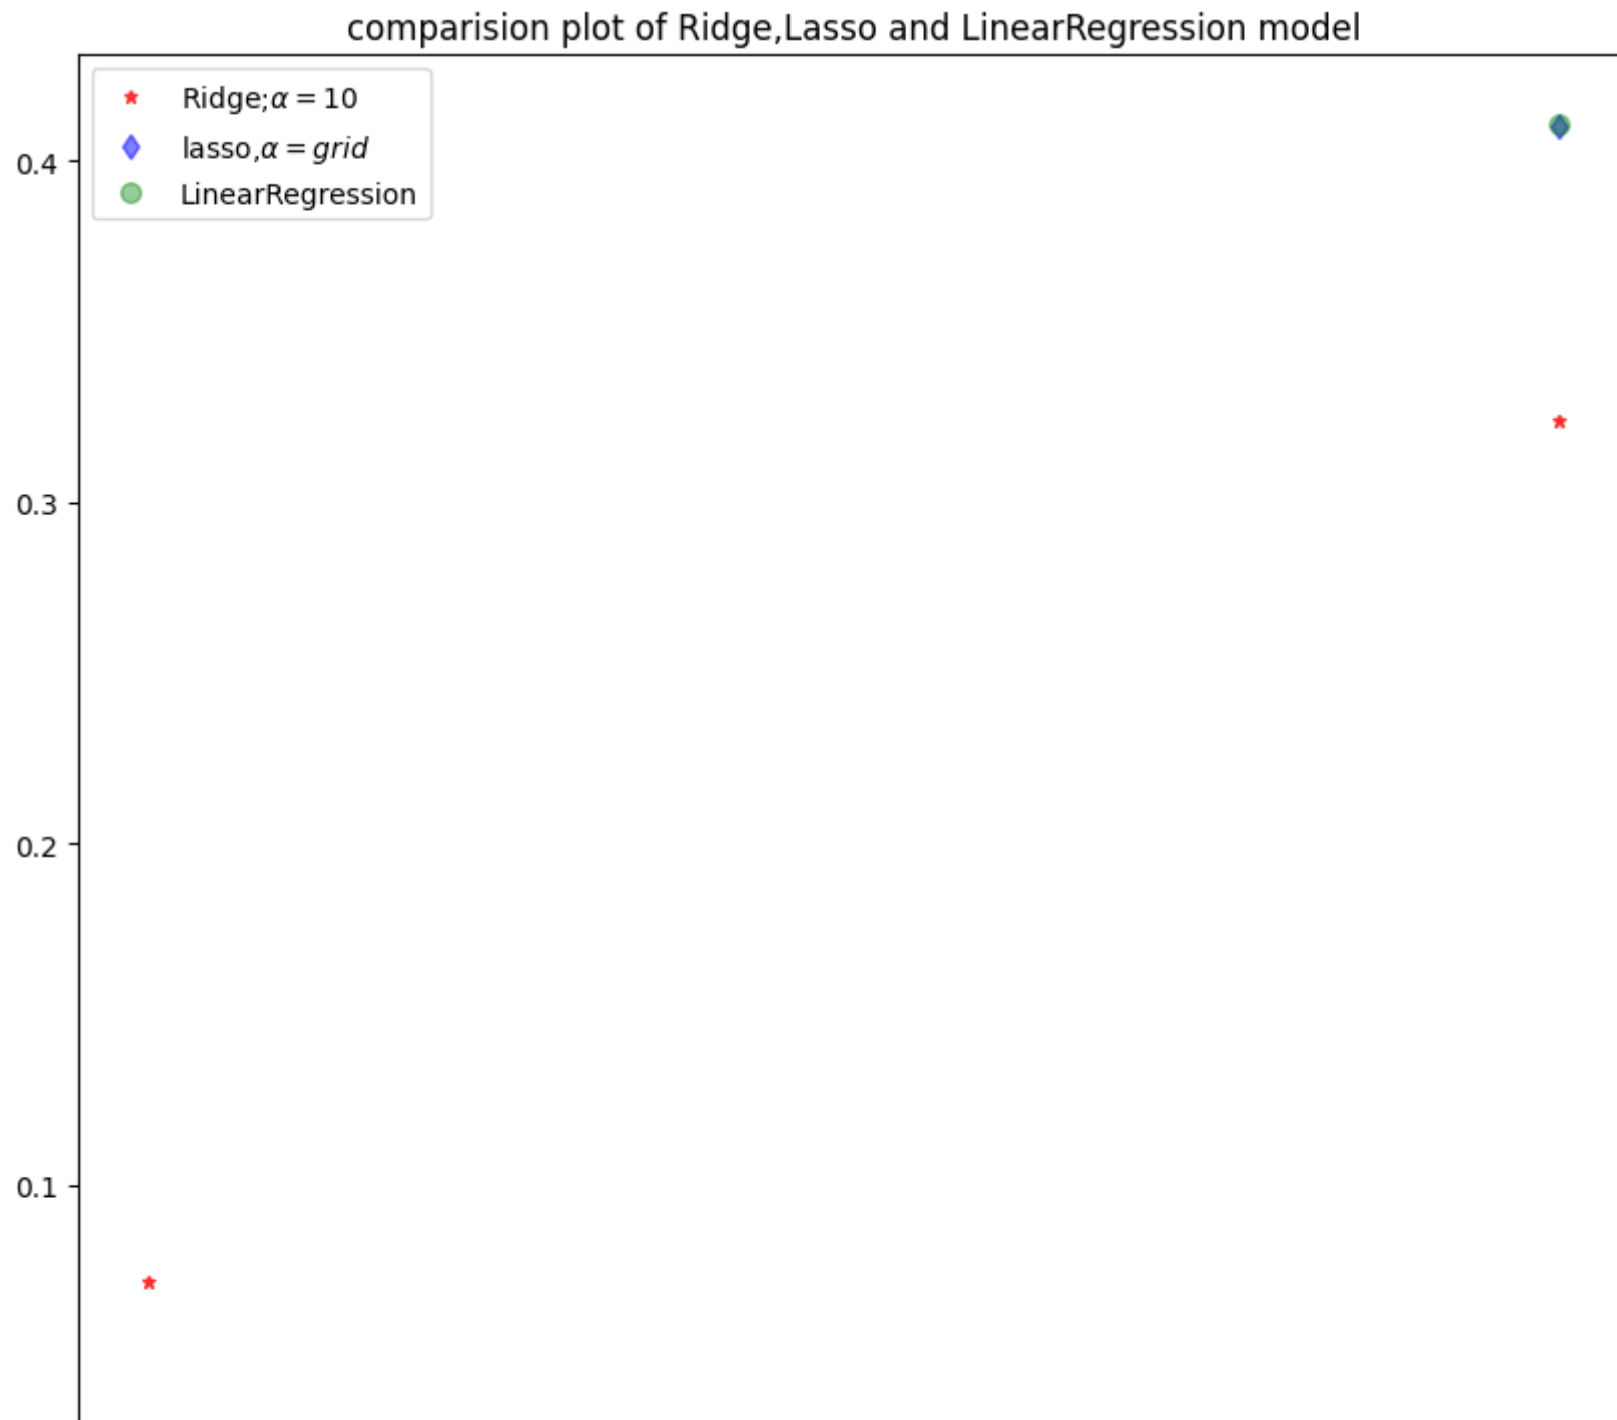 comparision plot of Ridge,Lasso and LinearRegression model
Ridge;α = 10
lasso,α = grid
LinearRegression
0.4
0.3
0.2
0.1